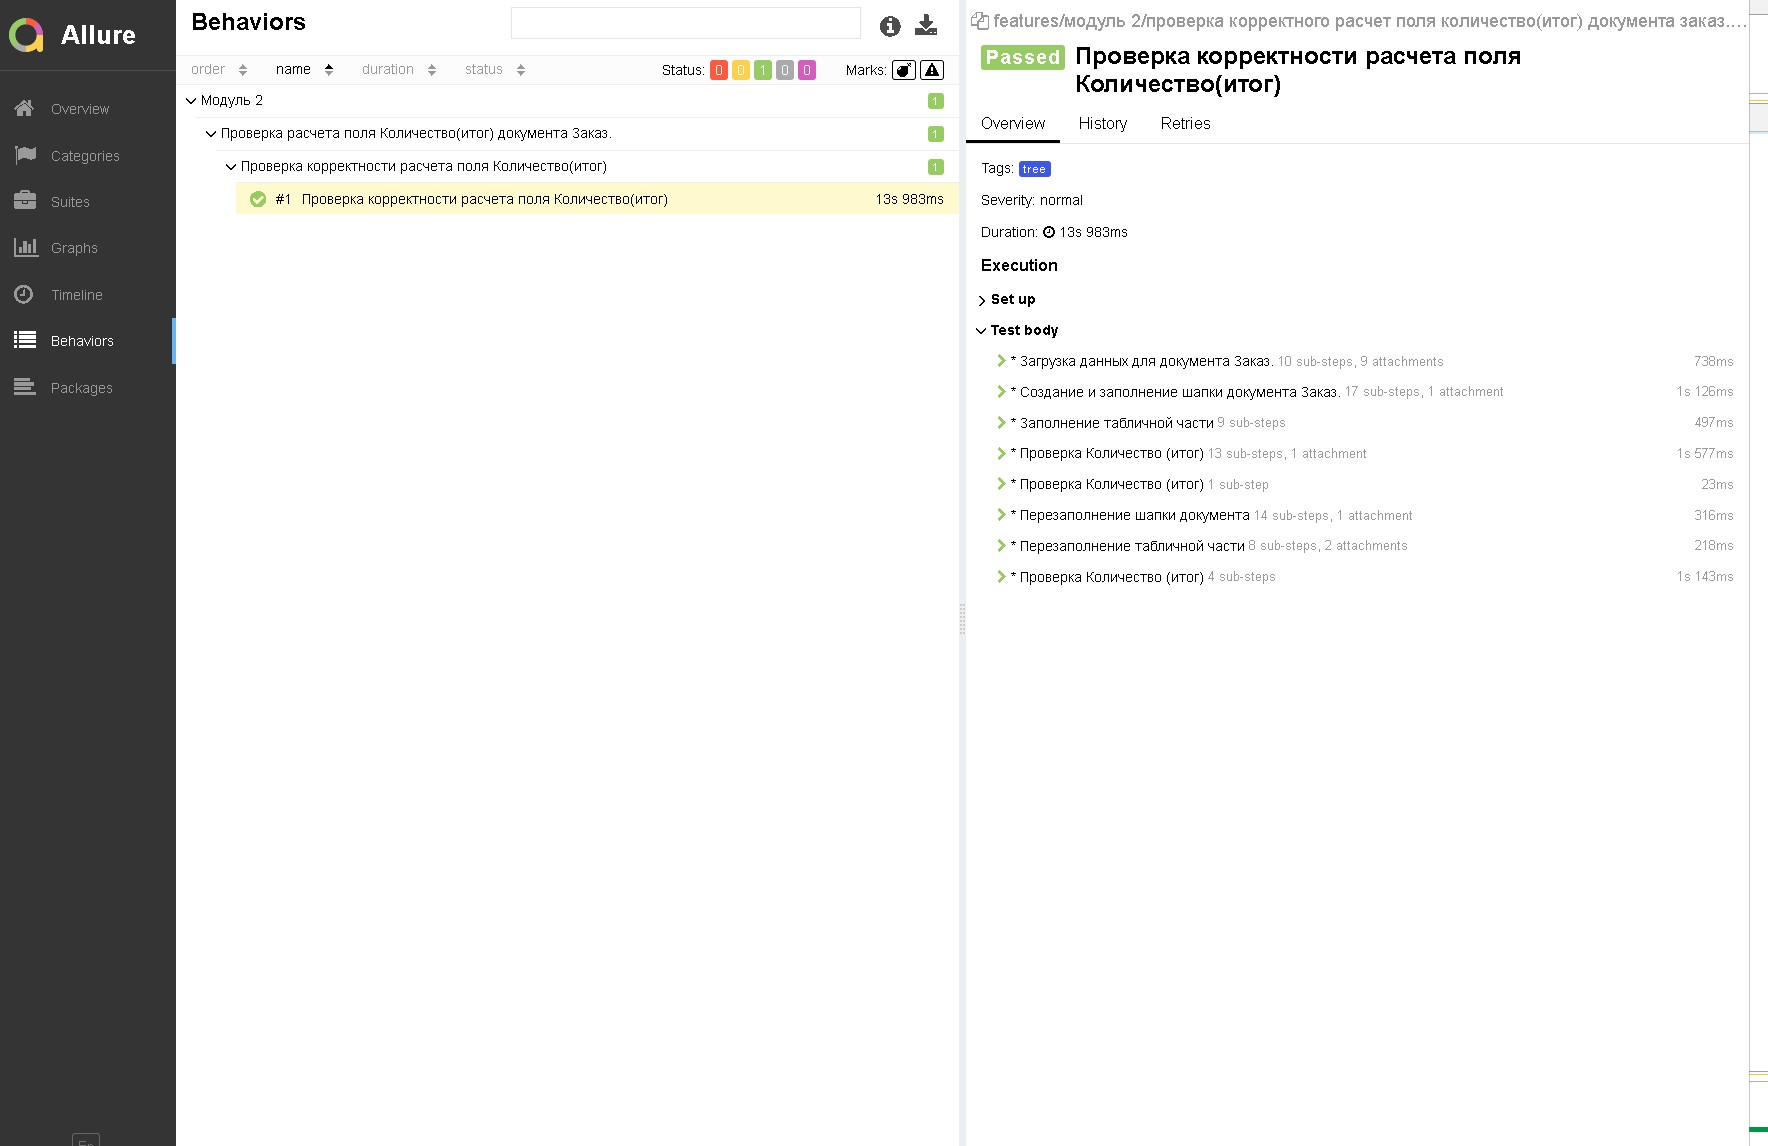 Allure
Overview
Categories
Suites
Graphs
Timeline
Behaviors
Packages
Behaviors
order name duration status Status: 0 0 1 0 0 Marks:
Модуль 2 1
Проверка расчета поля Количество(итог) документа Заказ. 1
Проверка корректности расчета поля Количество(итог) 1
#1 Проверка корректности расчета поля Количество(итог) 13s 983ms
features/модуль 2/проверка корректного расчет поля количество(итог) документа заказ....
Passed Проверка корректности расчета поля
Количество(итог)
Overview History Retries
Tags: tree
Severity: normal
Duration: 13s 983ms
Execution
Set up
Test body
* Загрузка данных для документа Заказ. 10 sub-steps, 9 attachments 738ms
* Создание и заполнение шапки документа Заказ. 17 sub-steps, 1 attachment 1s 126ms
* Заполнение табличной части 9 sub-steps 497ms
* Проверка Количество (итог) 13 sub-steps, 1 attachment 1s 577ms
* Проверка Количество (итог) 1 sub-step 23ms
* Перезаполнение шапки документа 14 sub-steps, 1 attachment 316ms
* Перезаполнение табличной части 8 sub-steps, 2 attachments 218ms
* Проверка Количество (итог) 4 sub-steps 1s 143ms